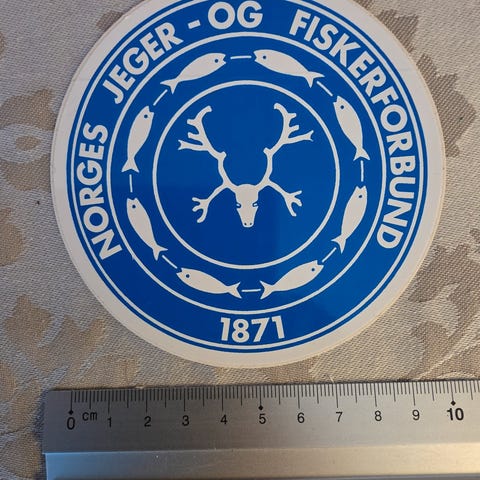 NORGES JEGER - OG FISKERFORBUND
1871
0 cm 1 2 3 4 5 6 7 8 9 10